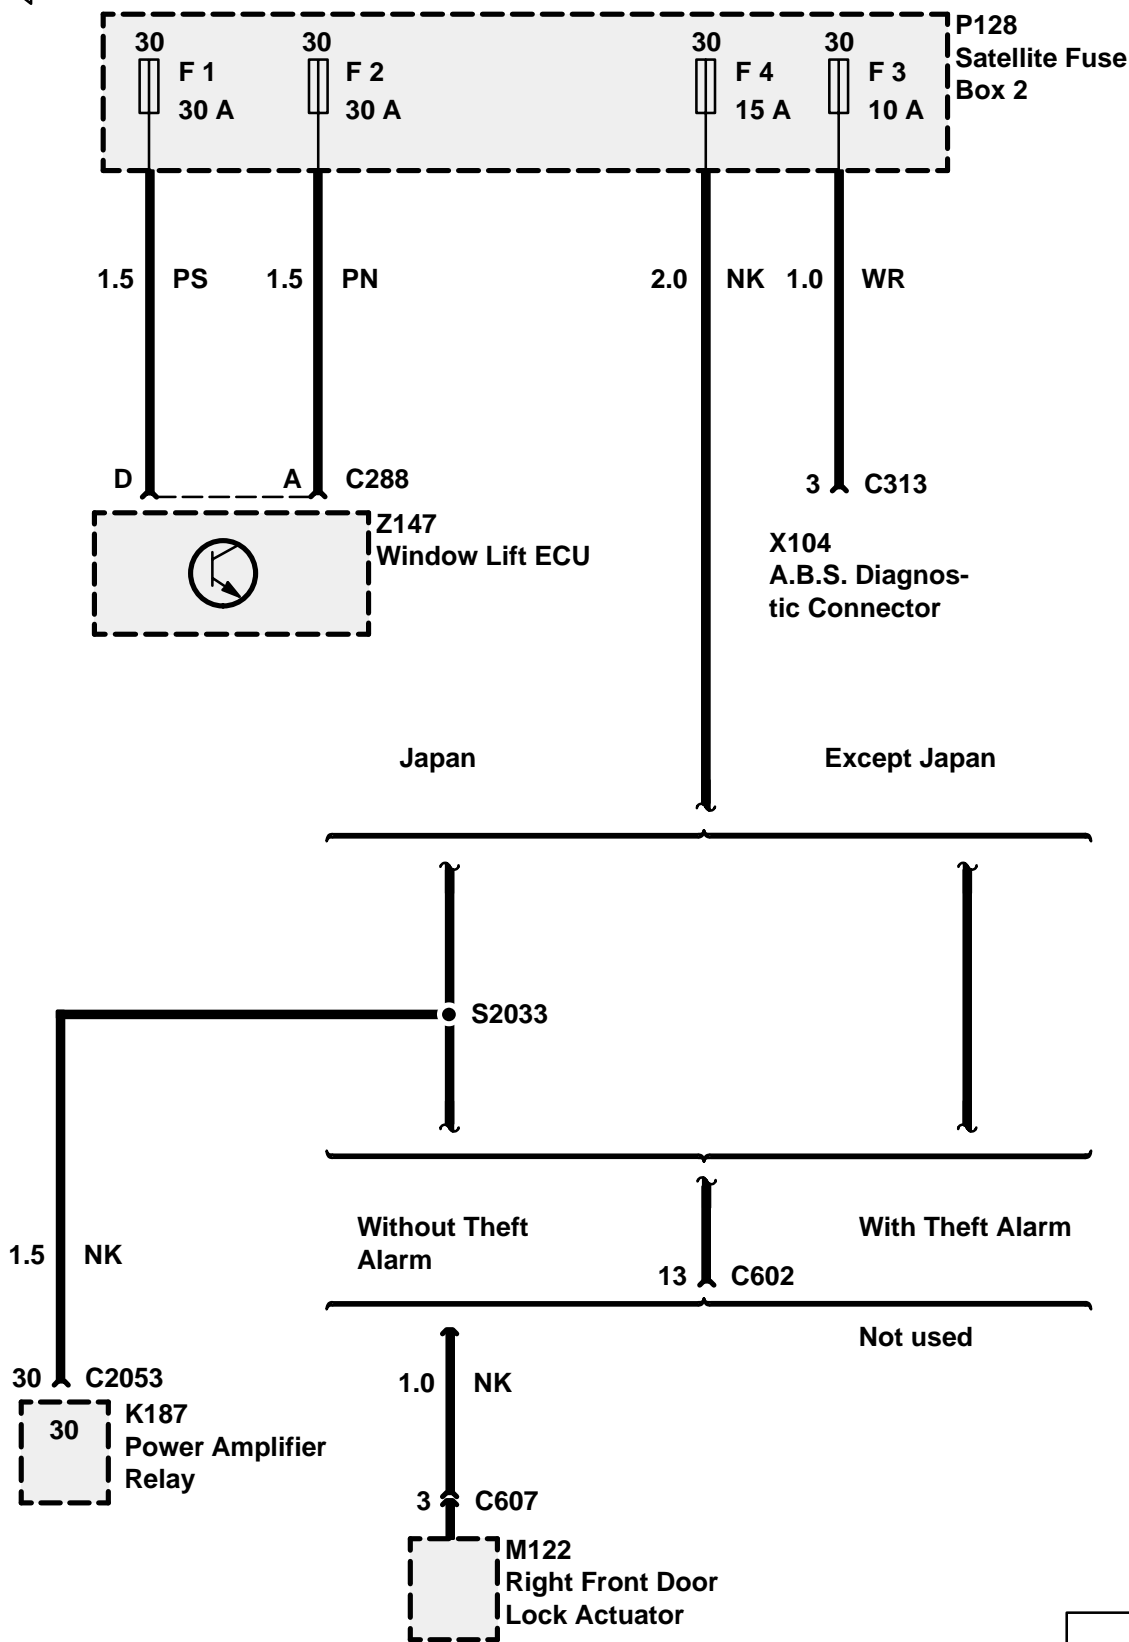 P128
Satellite Fuse
Box 2
30 30 30 30
F 1 F 2 F 4 F 3
30 A 30 A 15 A 10 A
1.5 PS 1.5 PN 2.0 NK 1.0 WR
D A C288
3 C313
Z147
Window Lift ECU
X104
A.B.S. Diagnos-
tic Connector
Japan Except Japan
S2033
Without Theft
Alarm
With Theft Alarm
1.5 NK
13 C602
Not used
30 C2053
1.0 NK
30
K187
Power Amplifier
Relay
3 C607
M122
Right Front Door
Lock Actuator